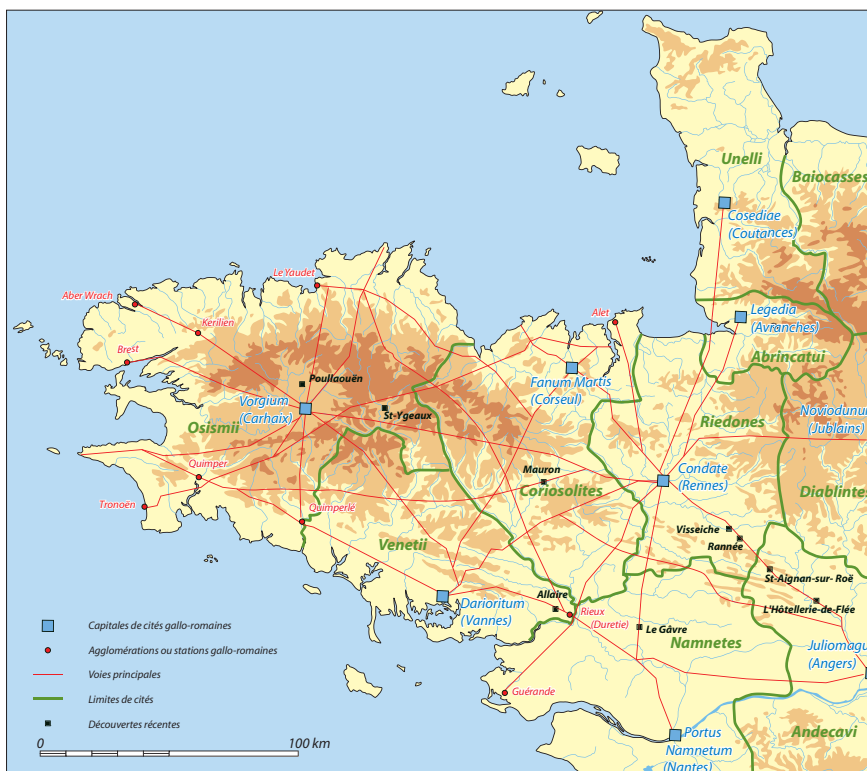 Unelli
Baiocasses
Cosediae
(Coutances)
Le Yaudet
Aber Wrach
Kerilien
Alet
Legedia
(Avranches)
Brest
Abrincatui
Poullaouën
Fanum Martis
(Corseul)
Vorgium
(Carhaix)
St-Ygeaux
Noviodunum
(Jublains)
Osismii
Riedones
Quimper
Mauron
Condate
(Rennes)
Coriosolites
Diablintes
Tronoën
Quimperlé
Visseiche
Rannée
Venetii
St-Aignan-sur- Roë
Allaire
L'Hôtellerie-de-Flée
Darioritum
(Vannes)
Rieux
(Duretie)
Le Gâvre
Namnetes
Juliomagu
(Angers)
Guérande
Portus
Namnetum
(Nantes)
Andecavi
Capitales de cités gallo-romaines
Agglomérations ou stations gallo-romaines
Voies principales
Limites de cités
Découvertes récentes
0 100 km